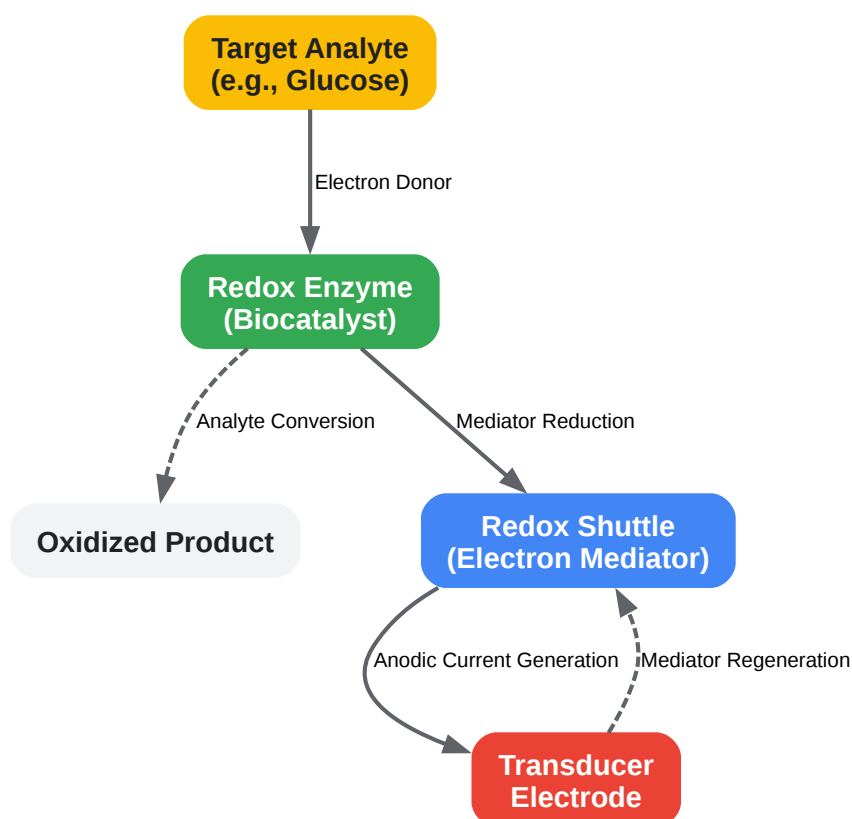 Target Analyte
(e.g., Glucose)
Electron Donor
Redox Enzyme
(Biocatalyst)
Analyte Conversion
Mediator Reduction
Oxidized Product
Redox Shuttle
(Electron Mediator)
Anodic Current Generation
Mediator Regeneration
Transducer
Electrode